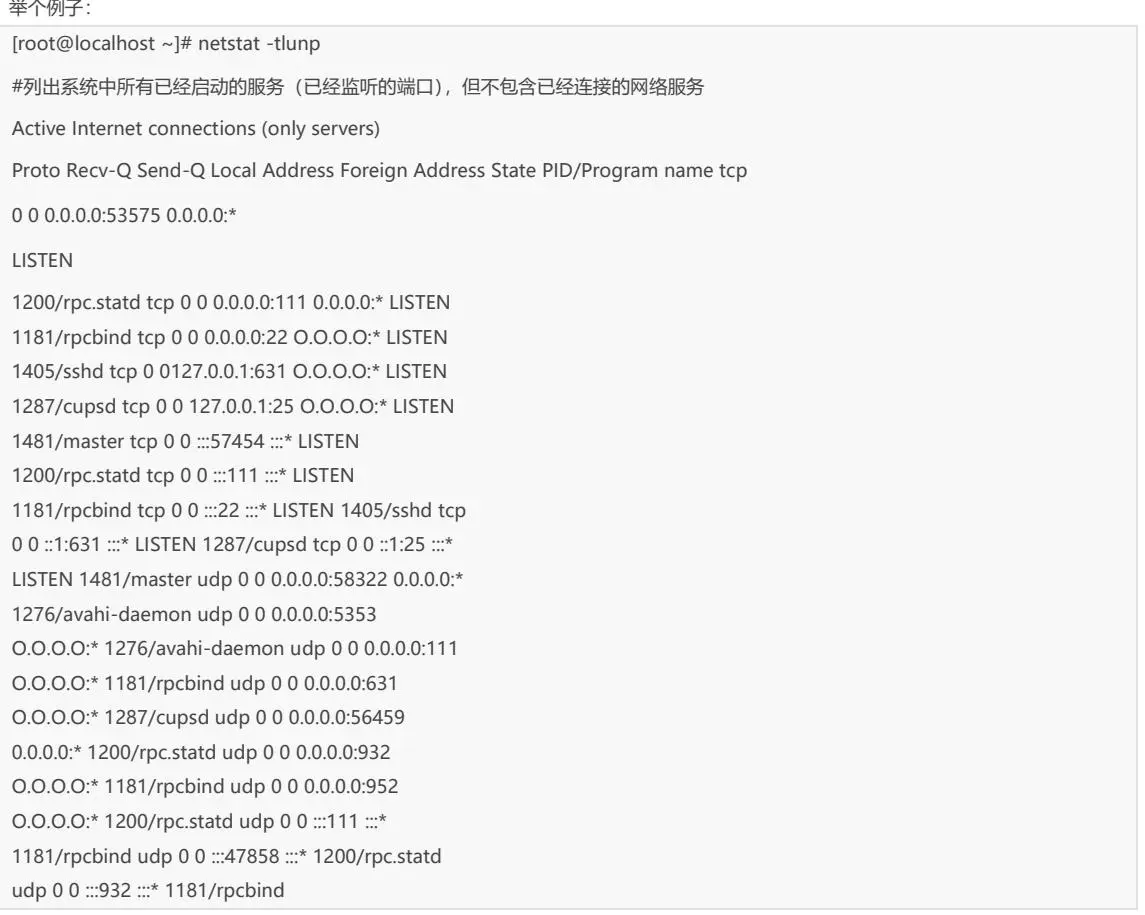 举个例子：
[root@localhost ~]# netstat -tlunp
#列出系统中所有已经启动的服务（已经监听的端口），但不包含已经连接的网络服务
Active Internet connections (only servers)
Proto Recv-Q Send-Q Local Address Foreign Address State PID/Program name tcp
0 0 0.0.0.0:53575 0.0.0.0:*
LISTEN
1200/rpc.statd tcp 0 0 0.0.0.0:111 0.0.0.0:* LISTEN
1181/rpcbind tcp 0 0 0.0.0.0:22 O.O.O.O:* LISTEN
1405/sshd tcp 0 0127.0.0.1:631 O.O.O.O:* LISTEN
1287/cupsd tcp 0 0 127.0.0.1:25 O.O.O.O:* LISTEN
1481/master tcp 0 0 :::57454 :::* LISTEN
1200/rpc.statd tcp 0 0 :::111 :::* LISTEN
1181/rpcbind tcp 0 0 :::22 :::* LISTEN 1405/sshd tcp
0 0 ::1:631 :::* LISTEN 1287/cupsd tcp 0 0 ::1:25 :::*
LISTEN 1481/master udp 0 0 0.0.0.0:58322 0.0.0.0:*
1276/avahi-daemon udp 0 0 0.0.0.0:5353
O.O.O.O:* 1276/avahi-daemon udp 0 0 0.0.0.0:111
O.O.O.O:* 1181/rpcbind udp 0 0 0.0.0.0:631
O.O.O.O:* 1287/cupsd udp 0 0 0.0.0.0:56459
0.0.0.0:* 1200/rpc.statd udp 0 0 0.0.0.0:932
O.O.O.O:* 1181/rpcbind udp 0 0 0.0.0.0:952
O.O.O.O:* 1200/rpc.statd udp 0 0 :::111 :::*
1181/rpcbind udp 0 0 :::47858 :::* 1200/rpc.statd
udp 0 0 :::932 :::* 1181/rpcbind